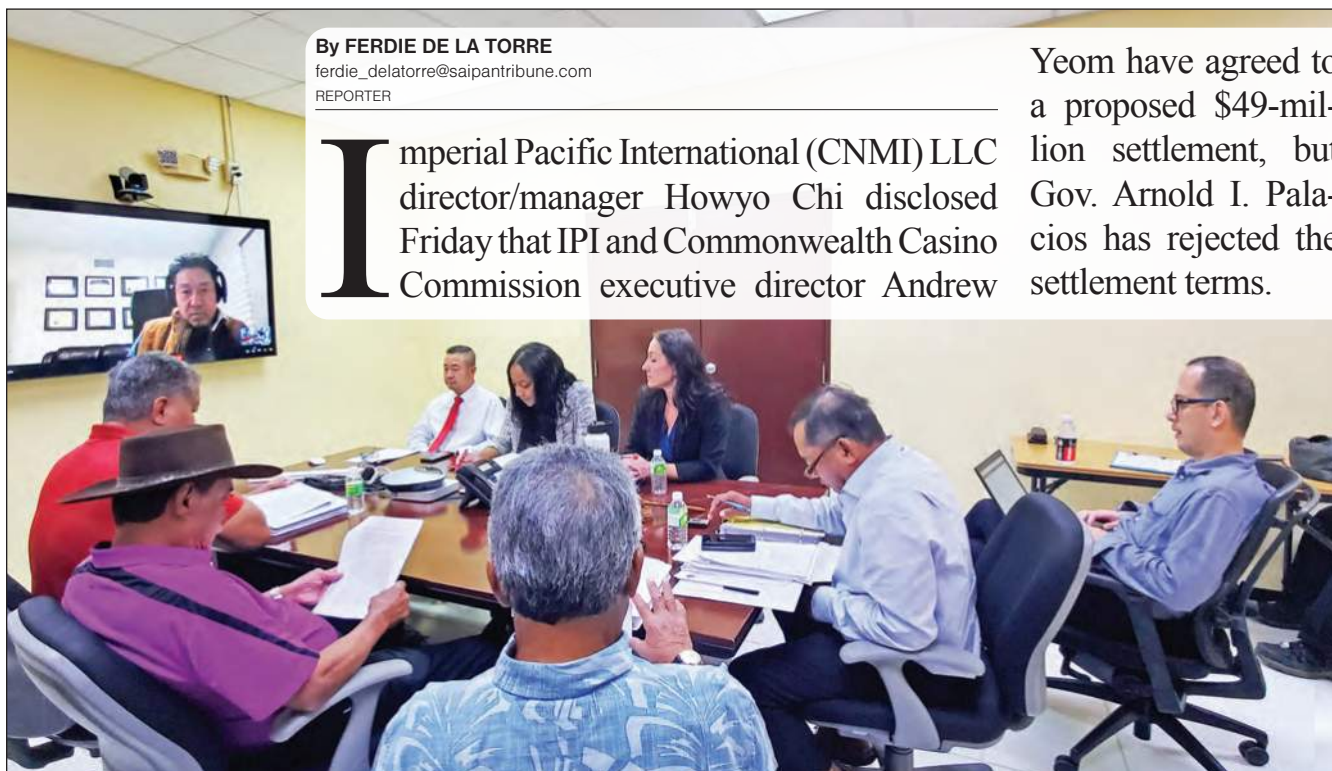 By FERDIE DE LA TORRE
ferdie_delatorre@saipantribune.com
REPORTER
Imperial Pacific International (CNMI) LLC
director/manager Howyo Chi disclosed
Friday that IPI and Commonwealth Casino
Commission executive director Andrew
Yeom have agreed to
a proposed $49-mil-
lion settlement, but
Gov. Arnold I. Pala-
cios has rejected the
settlement terms.